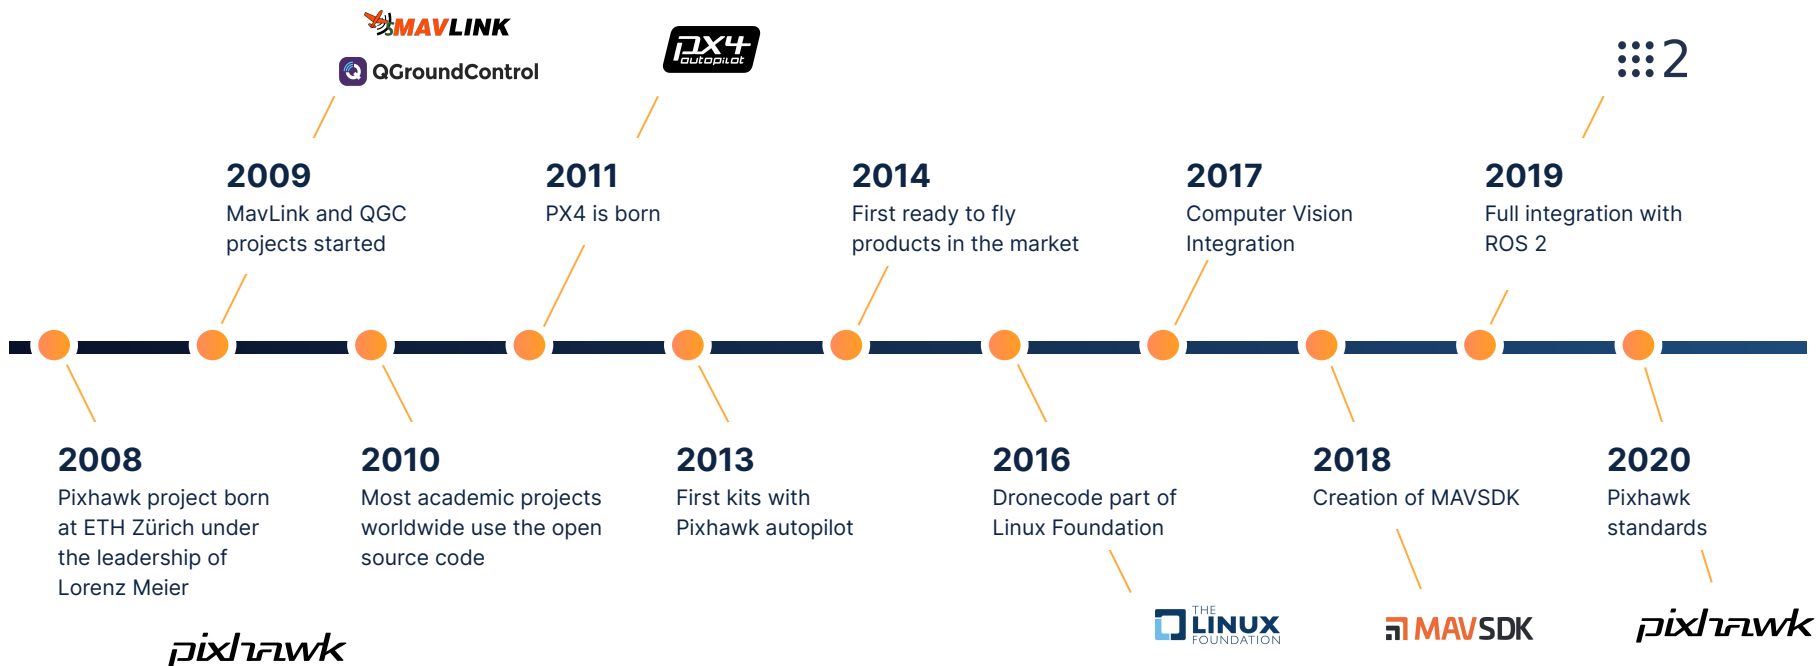 MAVLINK
QGroundControl
px4
autopilot
2
2009
MavLink and QGC
projects started
2011
PX4 is born
2014
First ready to fly
products in the market
2017
Computer Vision
Integration
2019
Full integration with
ROS 2
2008
Pixhawk project born
at ETH Zürich under
the leadership of
Lorenz Meier
pixhawk
2010
Most academic projects
worldwide use the open
source code
2013
First kits with
Pixhawk autopilot
2016
Dronecode part of
Linux Foundation
THE
LINUX
FOUNDATION
2018
Creation of MAVSDK
MAVSDK
2020
Pixhawk
standards
pixhawk